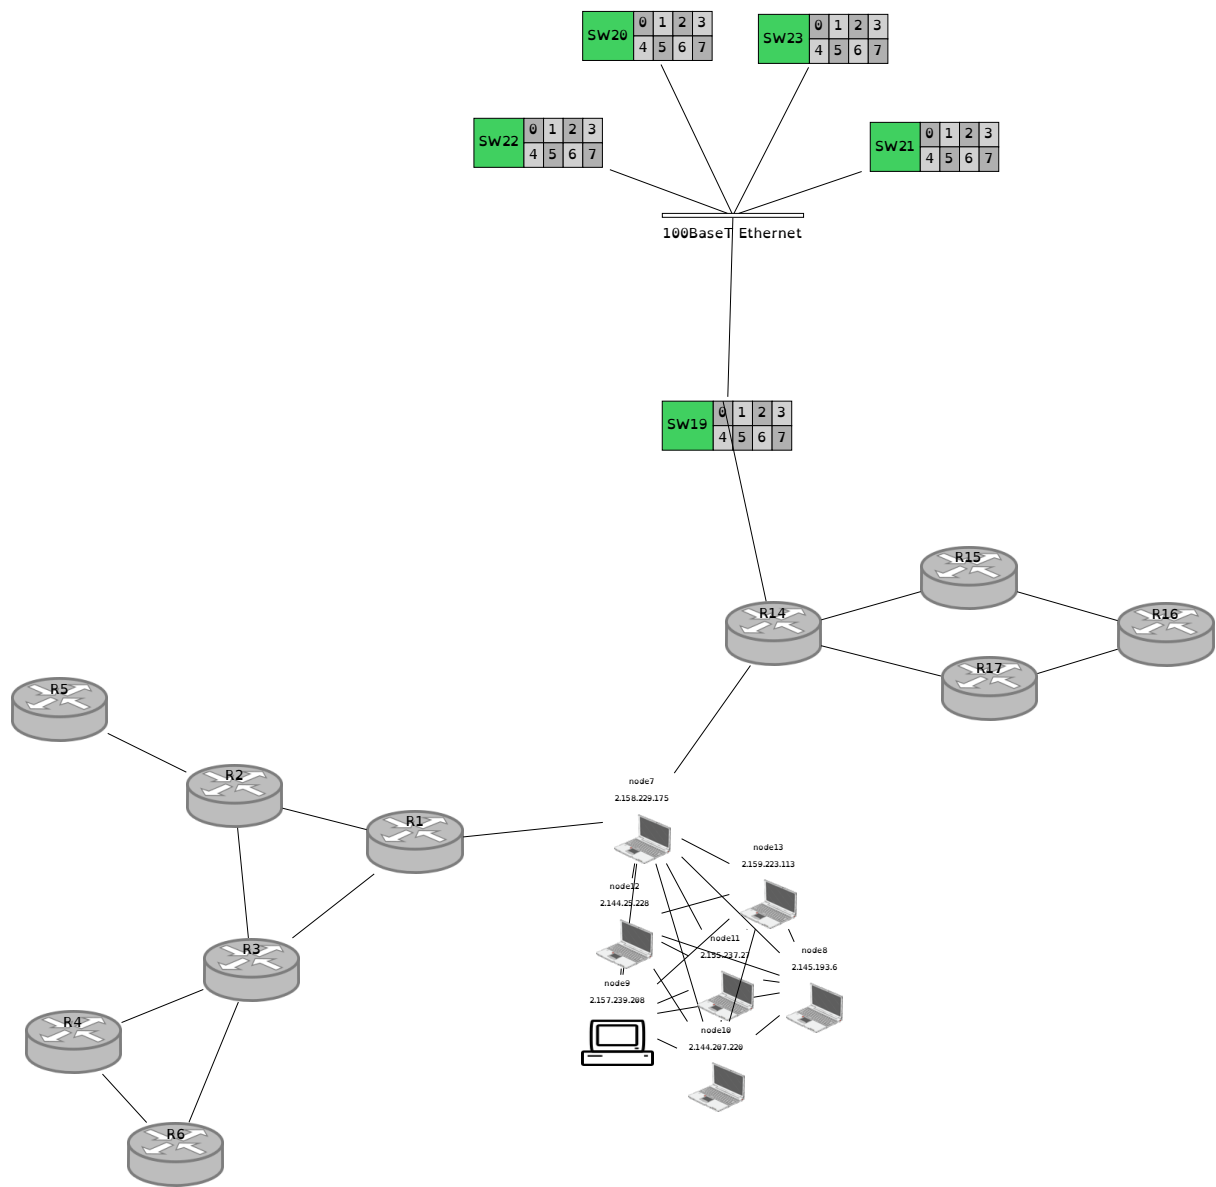 SW20
0 1 2 3
4 5 6 7
SW23
0 1 2 3
4 5 6 7
SW22
0 1 2 3
4 5 6 7
SW21
0 1 2 3
4 5 6 7
100BaseT Ethernet
SW19
0 1 2 3
4 5 6 7
R15
R14
R16
R17
R5
R2
R1
R3
R4
R6
node7
2.158.229.175
node13
2.159.223.113
node12
2.144.25.228
node11
2.155.237.27
node8
2.145.193.6
node9
2.157.239.208
node10
2.144.207.220